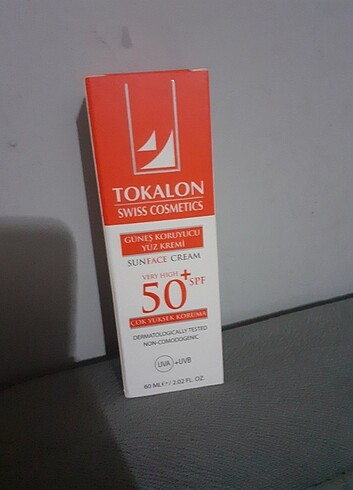 TOKALON
SWISS COSMETICS
GÜNEŞ KORUYUCU
YÜZ KREMİ
SUNFACE CREAM
VERY HIGH
50+ SPF
ÇOK YÜKSEK KORUMA
DERMATOLOGICALLY TESTED
NON-COMODOGENIC
UVA +UVB
60 ML e / 2.02 FL. OZ.